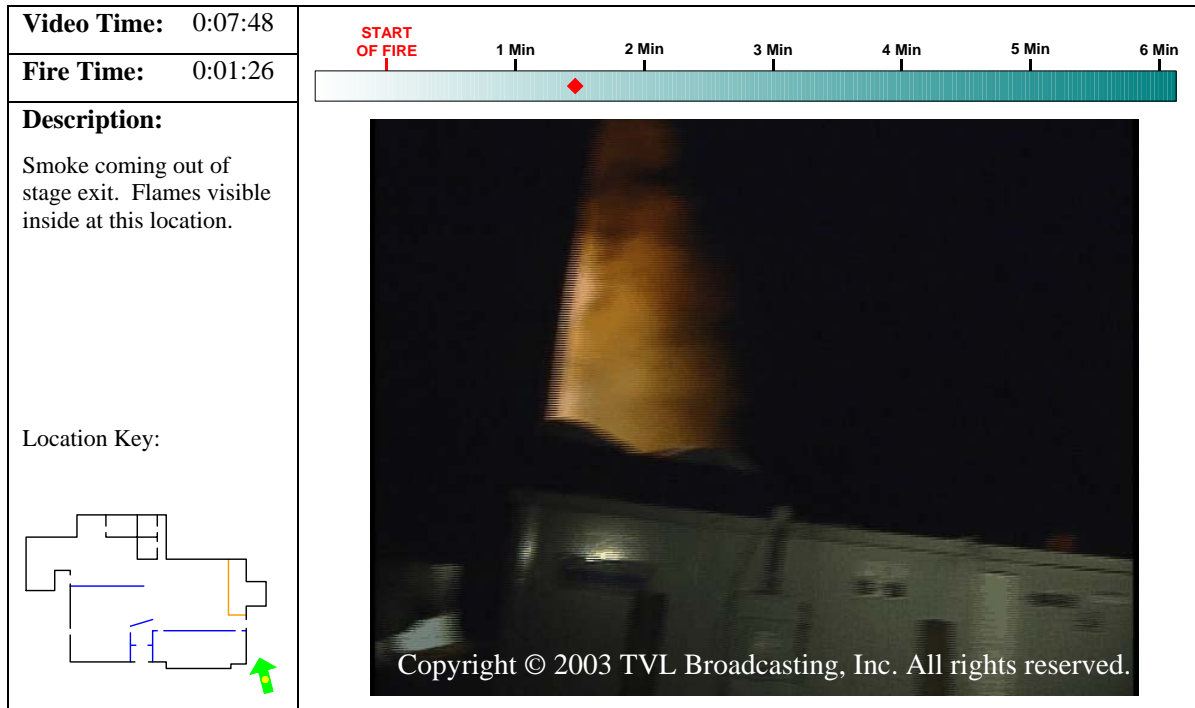 Video Time: 0:07:48
Fire Time: 0:01:26
Description:
Smoke coming out of
stage exit. Flames visible
inside at this location.
Location Key:
START
OF FIRE
1 Min 2 Min 3 Min 4 Min 5 Min 6 Min
Copyright © 2003 TVL Broadcasting, Inc. All rights reserved.